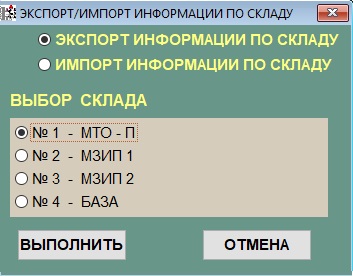 ЭКСПОРТ/ИМПОРТ ИНФОРМАЦИИ ПО СКЛАДУ
ЭКСПОРТ ИНФОРМАЦИИ ПО СКЛАДУ
ИМПОРТ ИНФОРМАЦИИ ПО СКЛАДУ
ВЫБОР СКЛАДА
№ 1 - МТО - П
№ 2 - МЗИП 1
№ 3 - МЗИП 2
№ 4 - БАЗА
ВЫПОЛНИТЬ ОТМЕНА